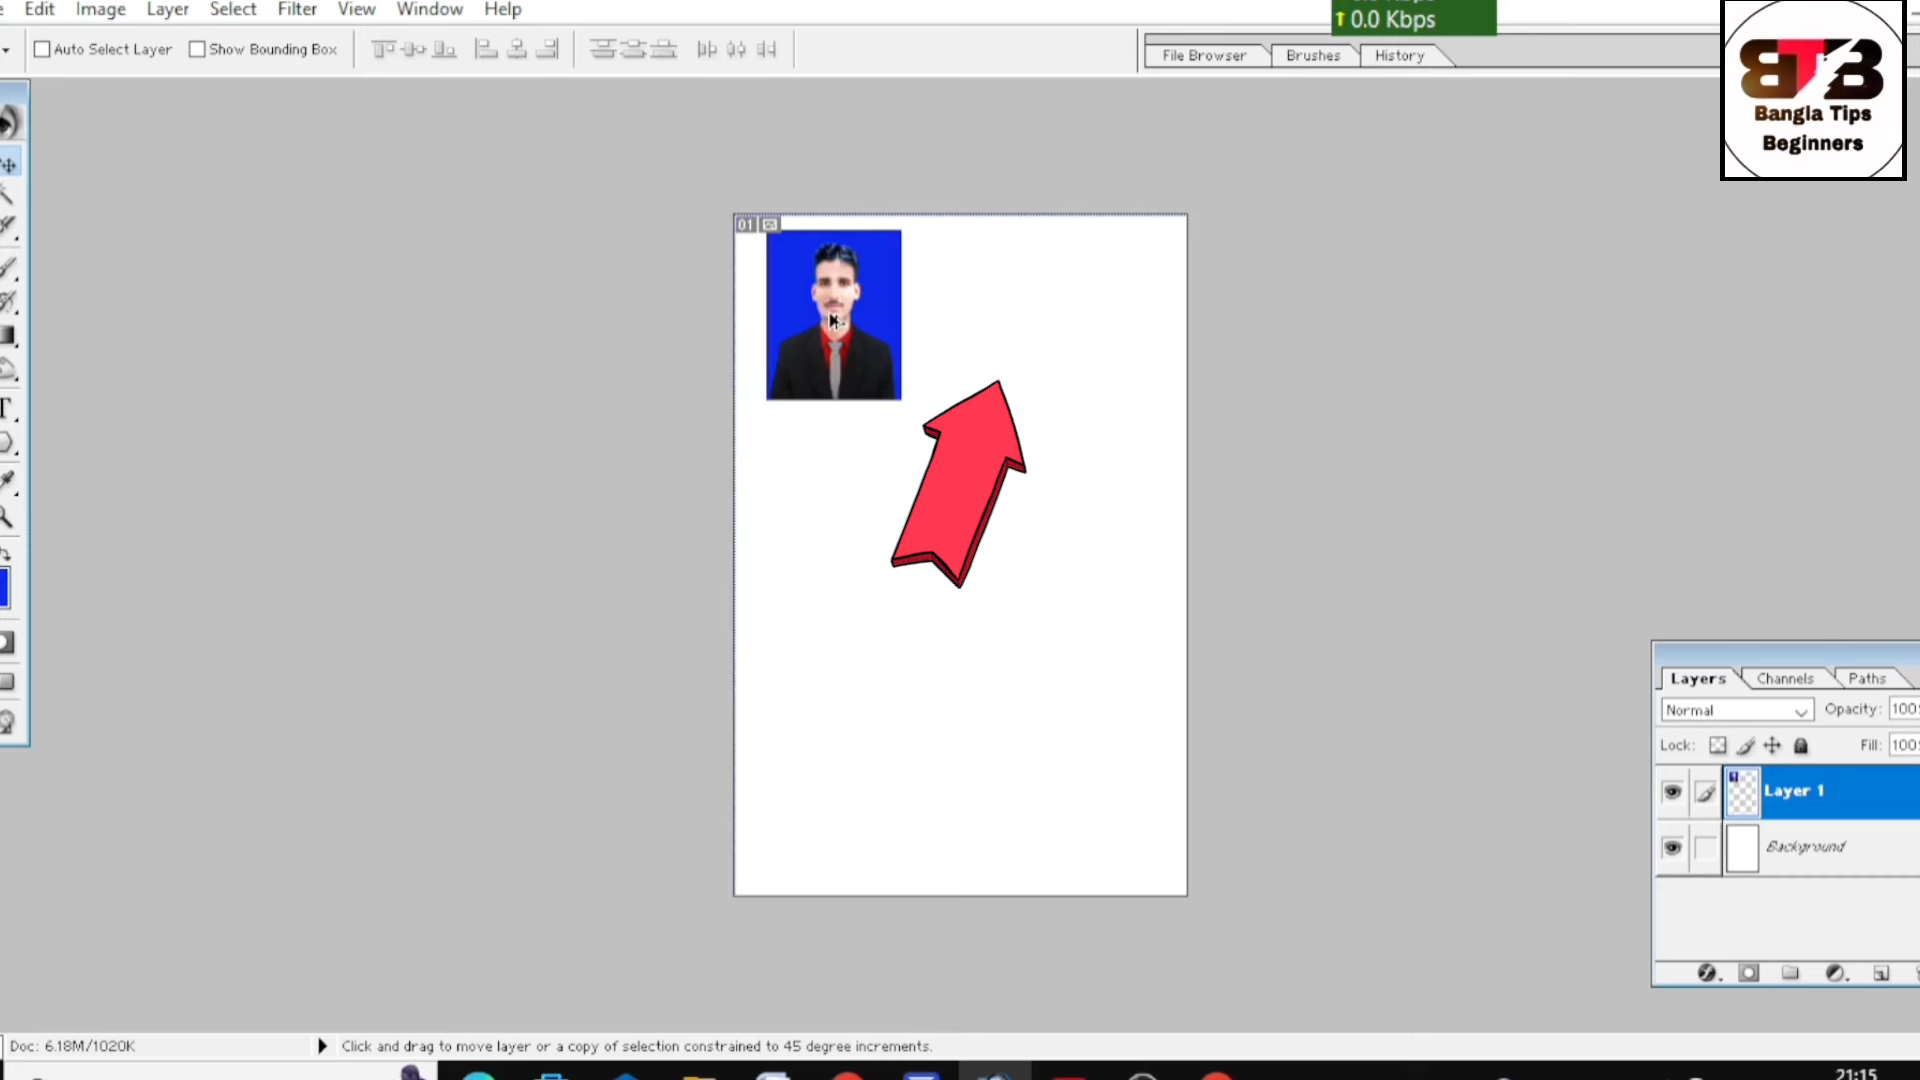 Edit Image Layer Select Filter View Window Help
0.0 Kbps
Auto Select Layer Show Bounding Box
File Browser Brushes History
BTB
Bangla Tips
Beginners
01
T
Layers Channels Paths
Normal Opacity: 100%
Lock: Fill: 100%
Layer 1
Background
Doc: 6.18M/1020K Click and drag to move layer or a copy of selection constrained to 45 degree increments.
21:15